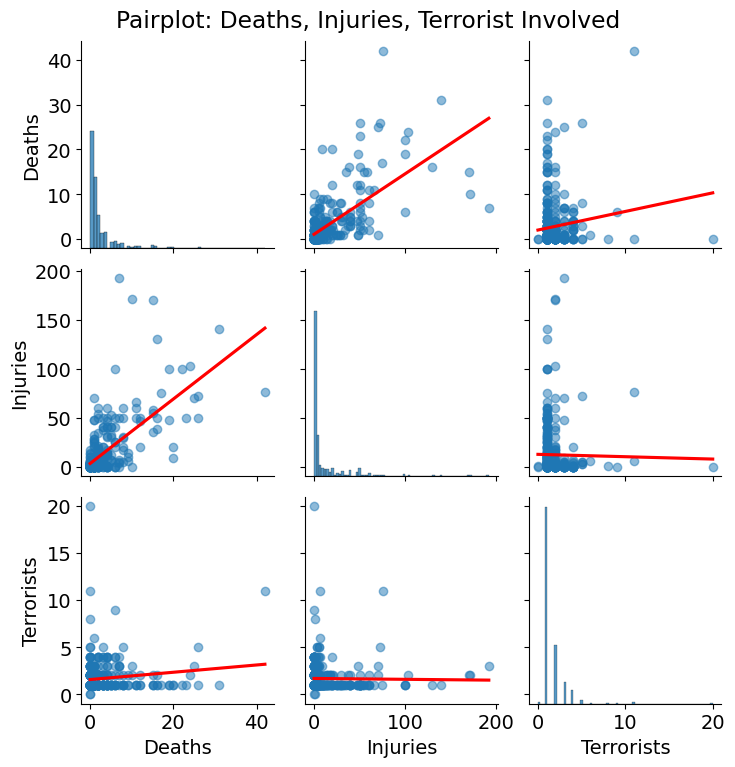 Pairplot: Deaths, Injuries, Terrorist Involved
40
30
20
10
0
Deaths
200
150
100
50
0
Injuries
20
15
10
5
0
Terrorists
0 20 40
Deaths
0 100 200
Injuries
0 10 20
Terrorists